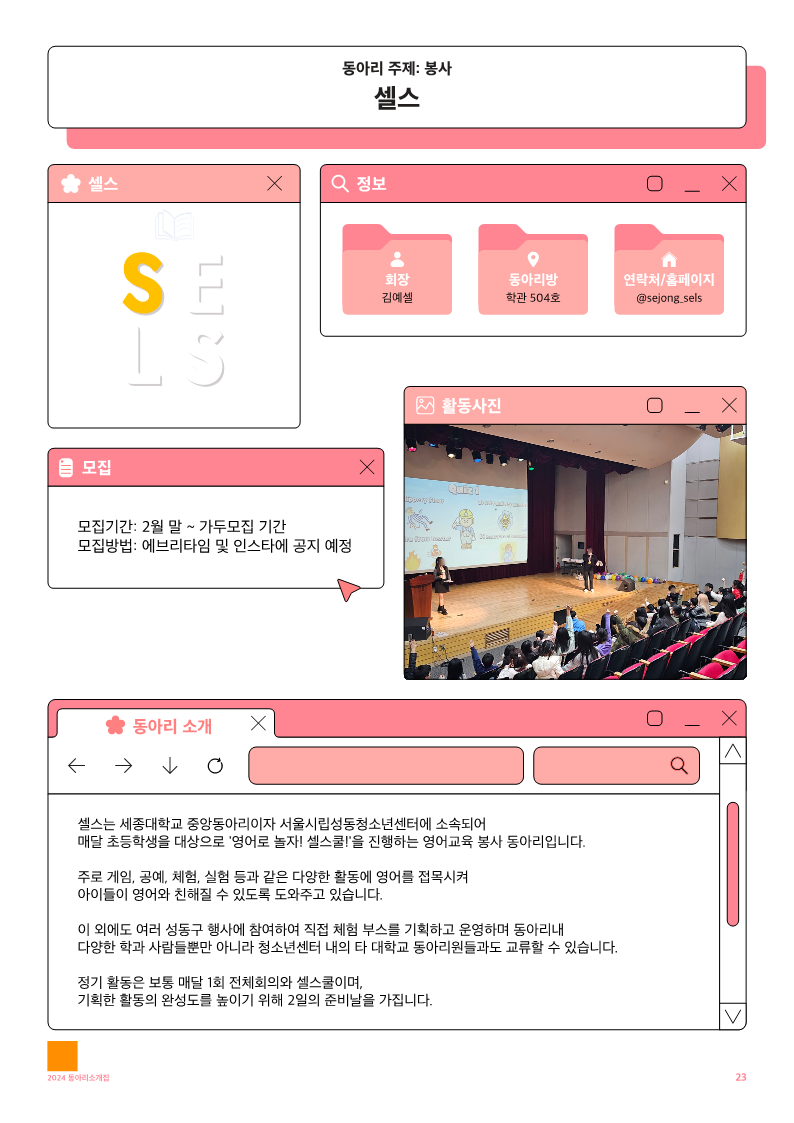 동아리 주제: 봉사
셀스
셀스
S E
L S
정보
회장
김예셀
동아리방
학관 504호
연락처/홈페이지
@sejong_sels
활동사진
모집
모집기간: 2월 말 ~ 가두모집 기간
모집방법: 에브리타임 및 인스타에 공지 예정
동아리 소개
셀스는 세종대학교 중앙동아리이자 서울시립성동청소년센터에 소속되어
매달 초등학생을 대상으로 '영어로 놀자! 셀스쿨!'을 진행하는 영어교육 봉사 동아리입니다.
주로 게임, 공예, 체험, 실험 등과 같은 다양한 활동에 영어를 접목시켜
아이들이 영어와 친해질 수 있도록 도와주고 있습니다.
이 외에도 여러 성동구 행사에 참여하여 직접 체험 부스를 기획하고 운영하며 동아리내
다양한 학과 사람들뿐만 아니라 청소년센터 내의 타 대학교 동아리원들과도 교류할 수 있습니다.
정기 활동은 보통 매달 1회 전체회의와 셀스쿨이며,
기획한 활동의 완성도를 높이기 위해 2일의 준비날을 가집니다.
2024 동아리소개집
23